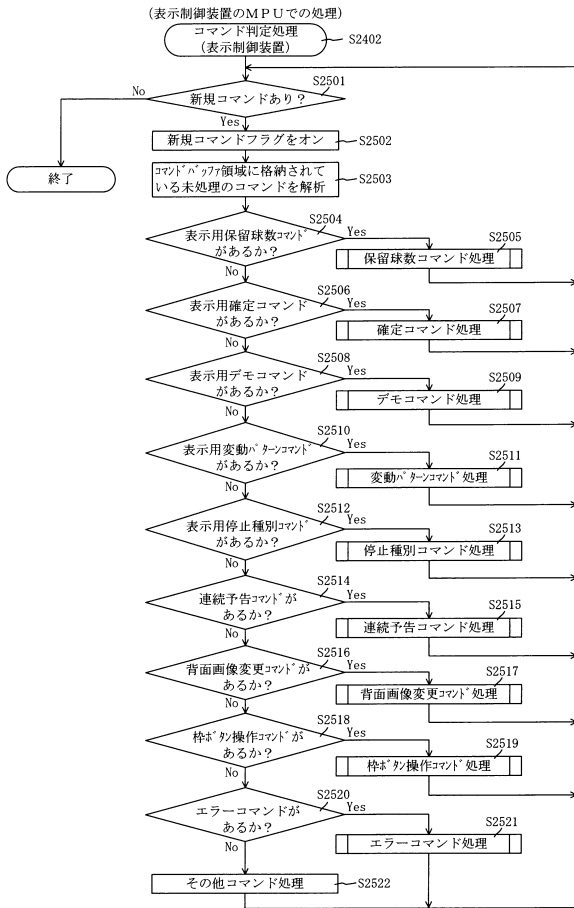 (表示制御装置のMPUでの処理)
コマンド判定処理
(表示制御装置)
S2402
S2501
No
新規コマンドあり？
Yes
新規コマンドフラグをオン
S2502
終了
コマンドバッファ領域に格納されて
いる未処理のコマンドを解析
S2503
S2504
表示用保留球数コマンド
があるか？
Yes
S2505
保留球数コマンド処理
No
S2506
表示用確定コマンド
があるか？
Yes
S2507
確定コマンド処理
No
S2508
表示用デモコマンド
があるか？
Yes
S2509
デモコマンド処理
No
S2510
表示用変動パターンコマンド
があるか？
Yes
S2511
変動パターンコマンド処理
No
S2512
表示用停止種別コマンド
があるか？
Yes
S2513
停止種別コマンド処理
No
S2514
連続予告コマンドが
あるか？
Yes
S2515
連続予告コマンド処理
No
S2516
背面画像変更コマンドが
あるか？
Yes
S2517
背面画像変更コマンド処理
No
S2518
枠ボタン操作コマンドが
あるか？
Yes
S2519
枠ボタン操作コマンド処理
No
S2520
エラーコマンドが
あるか？
Yes
S2521
エラーコマンド処理
No
その他コマンド処理
S2522